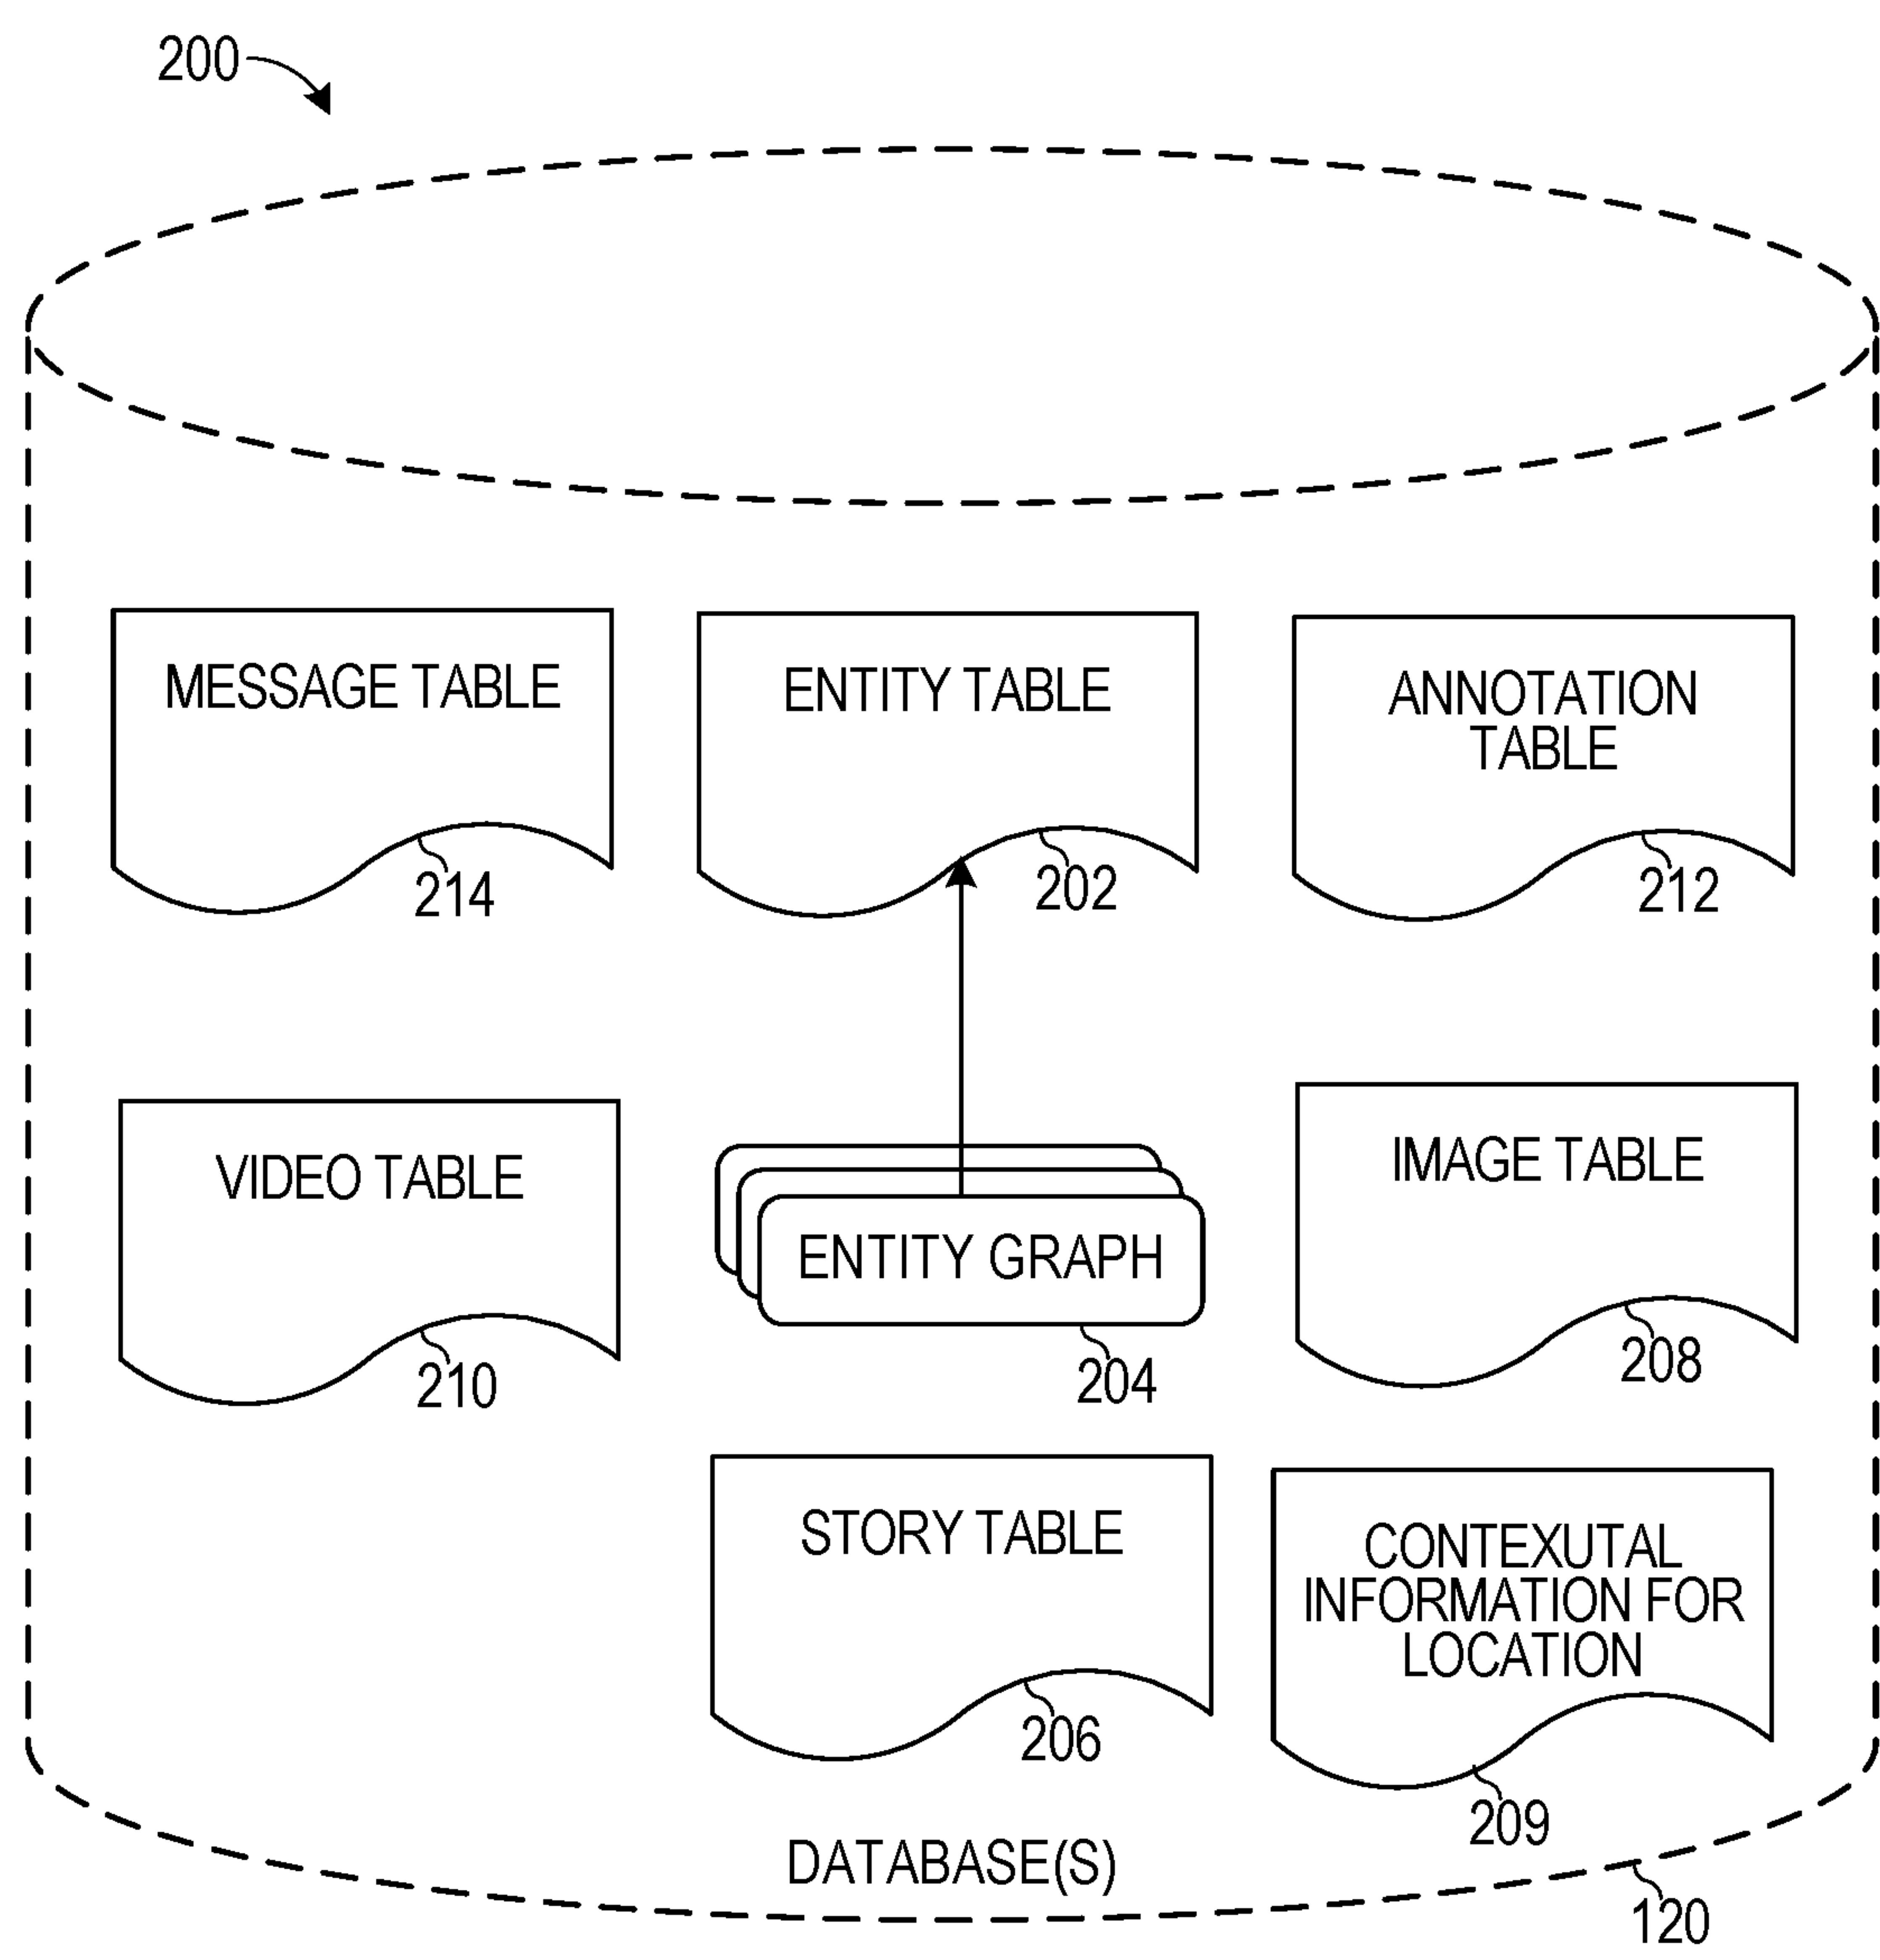 200
MESSAGE TABLE
214
ENTITY TABLE
202
ANNOTATION
TABLE
212
VIDEO TABLE
210
ENTITY GRAPH
204
IMAGE TABLE
208
STORY TABLE
206
CONTEXUTAL
INFORMATION FOR
LOCATION
209
DATABASE(S)
120